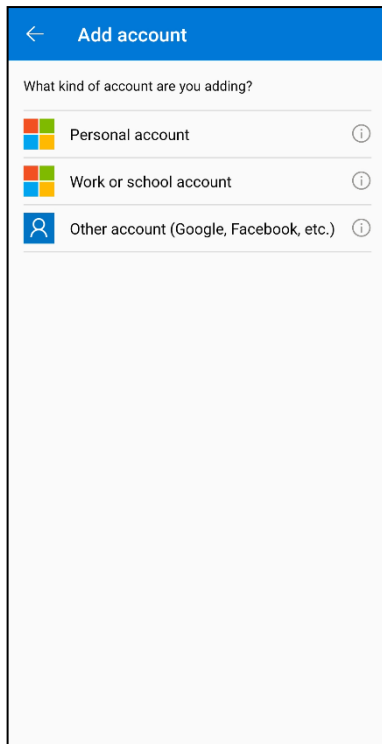 Add account
What kind of account are you adding?
Personal account
Work or school account
Other account (Google, Facebook, etc.)